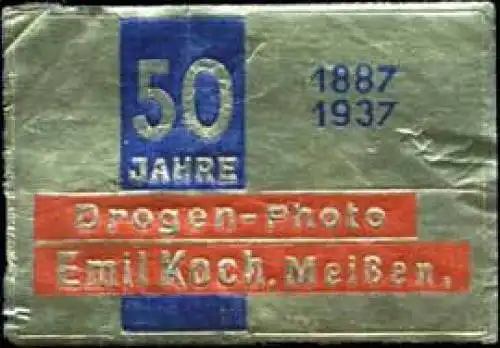 50
JAHRE
1887
1937
Drogen-Photo
Emil Koch, Meißen.